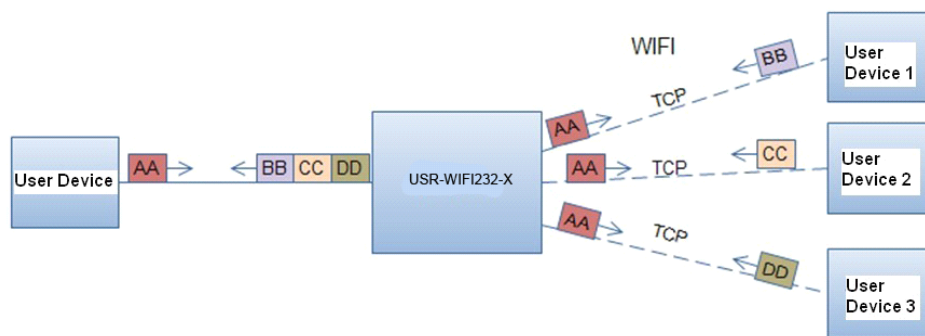 WIFI
BB
User
Device 1
TCP
AA
User Device
AA
BB CC DD
USR-WIFI232-X
AA
TCP
CC
User
Device 2
AA
TCP
DD
User
Device 3